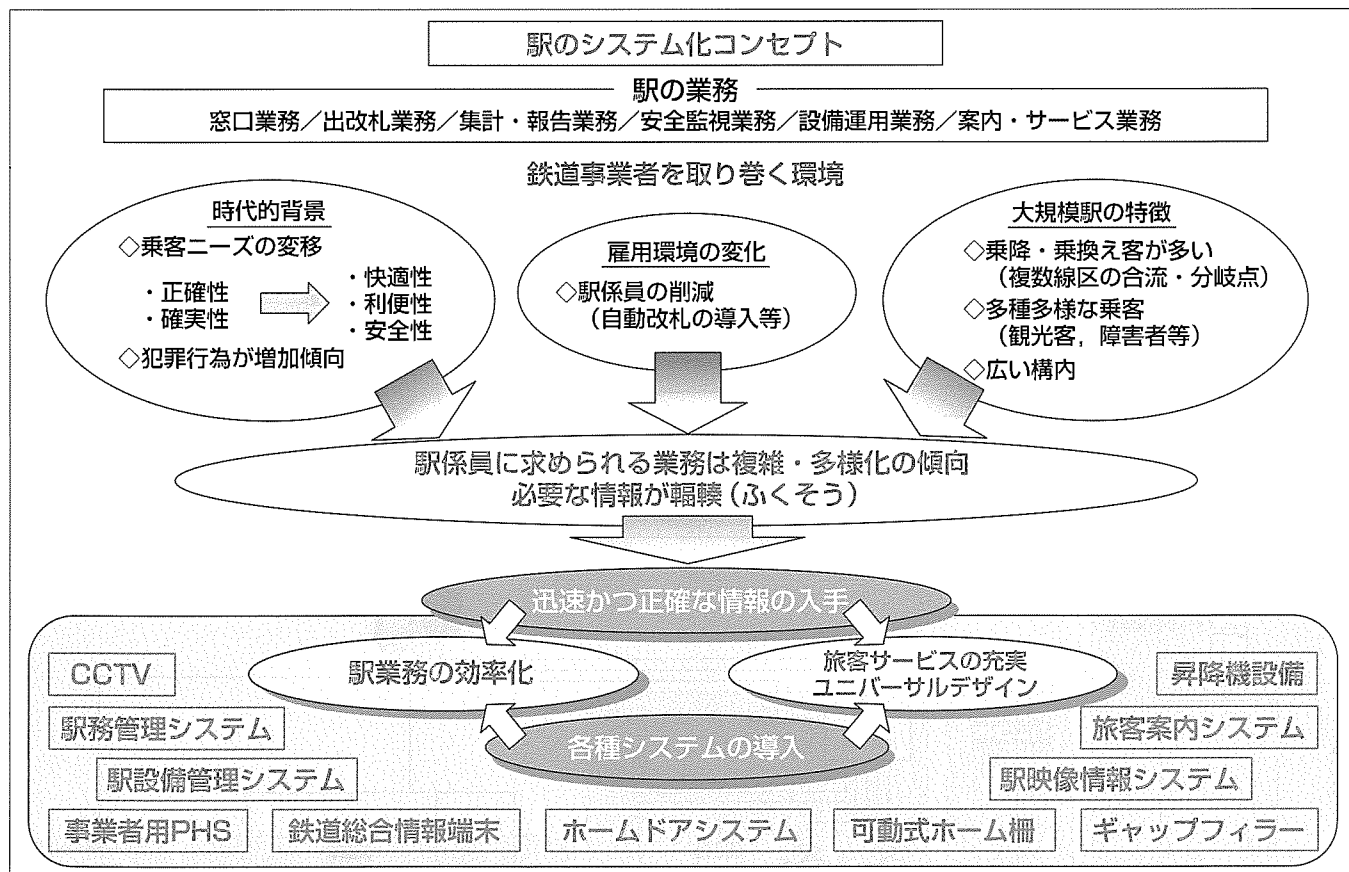 駅のシステム化コンセプト
駅の業務
窓口業務/出改札業務/集計・報告業務/安全監視業務/設備運用業務/案内・サービス業務
鉄道事業者を取り巻く環境
時代的背景
◇乗客ニーズの変移
・正確性
・確実性
・快適性
・利便性
・安全性
◇犯罪行為が増加傾向
雇用環境の変化
◇駅係員の削減
(自動改札の導入等)
大規模駅の特徴
◇乗降・乗換え客が多い
(複数線区の合流・分岐点)
◇多種多様な乗客
(観光客,障害者等)
◇広い構内
駅係員に求められる業務は複雑・多様化の傾向
必要な情報が輻輳(ふくそう)
迅速かつ正確な情報の入手
駅業務の効率化
旅客サービスの充実
ユニバーサルデザイン
各種システムの導入
CCTV
駅務管理システム
駅設備管理システム
昇降機設備
旅客案内システム
駅映像情報システム
事業者用PHS
鉄道総合情報端末
ホームドアシステム
可動式ホーム柵
ギャップフィラー